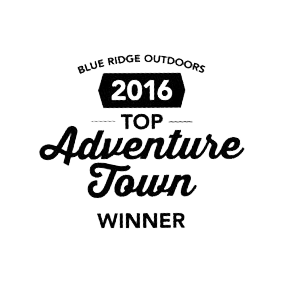 BLUE RIDGE OUTDOORS
2016
TOP
Adventure
Town
WINNER